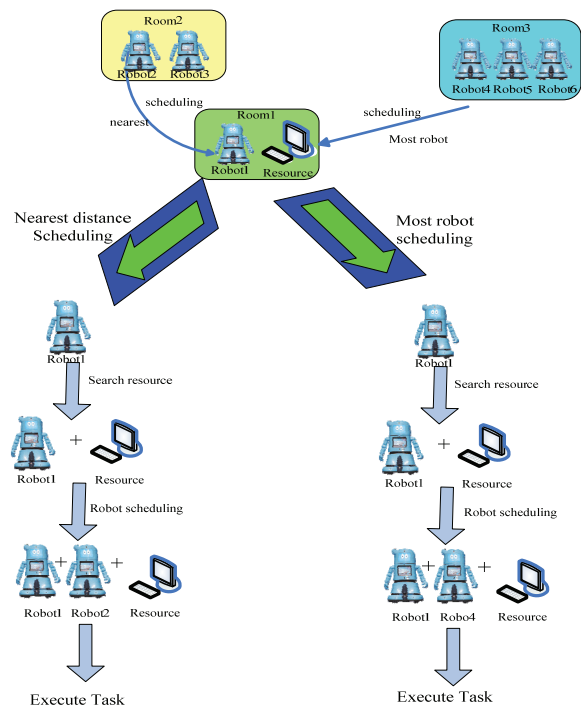 Room2
Robot2 Robot3
Room3
Robot4 Robot5 Robot6
scheduling
nearest
scheduling
Most robot
Room1
Robot1 Resource
Nearest distance
Scheduling
Most robot
scheduling
Robot1
Search resource
+
Robot1 Resource
Robot scheduling
+ +
Robot1 Robot2 Resource
Execute Task
Robot1
Search resource
+
Robot1 Resource
Robot scheduling
+ +
Robot1 Robo4 Resource
Execute Task